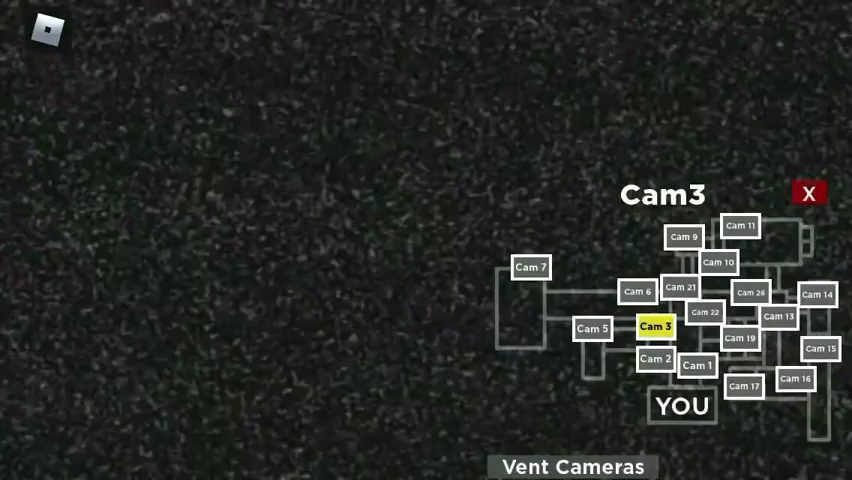 Cam3
X
Cam 11
Cam 9
Cam 10
Cam 7
Cam 21
Cam 6
Cam 26
Cam 14
Cam 22
Cam 13
Cam 3
Cam 5
Cam 19
Cam 15
Cam 2
Cam 1
Cam 16
Cam 17
YOU
Vent Cameras